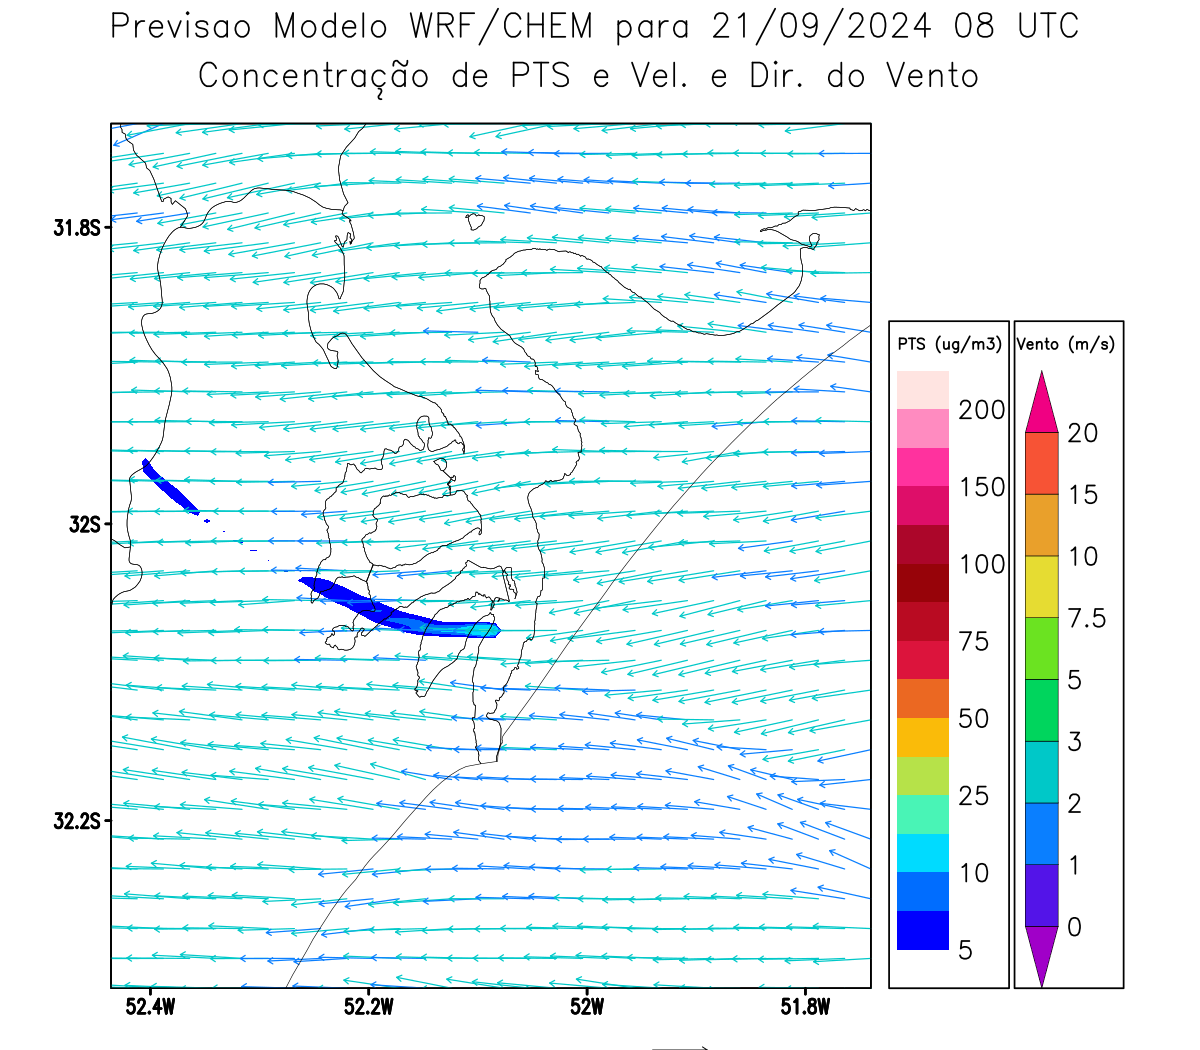 Previsao Modelo WRF/CHEM para 21/09/2024 08 UTC
Concentração de PTS e Vel. e Dir. do Vento
31.8S
32S
32.2S
52.4W
52.2W
52W
51.8W
PTS (ug/m3)
200
150
100
75
50
25
10
5
Vento (m/s)
20
15
10
7.5
5
3
2
1
0